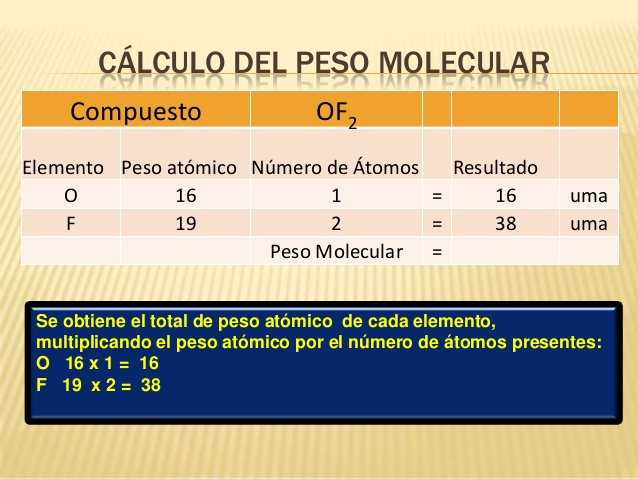 CÁLCULO DEL PESO MOLECULAR
Compuesto OF₂
Elemento Peso atómico Número de Átomos Resultado
O 16 1 = 16 uma
F 19 2 = 38 uma
Peso Molecular =
Se obtiene el total de peso atómico de cada elemento,
multiplicando el peso atómico por el número de átomos presentes:
O 16 x 1 = 16
F 19 x 2 = 38